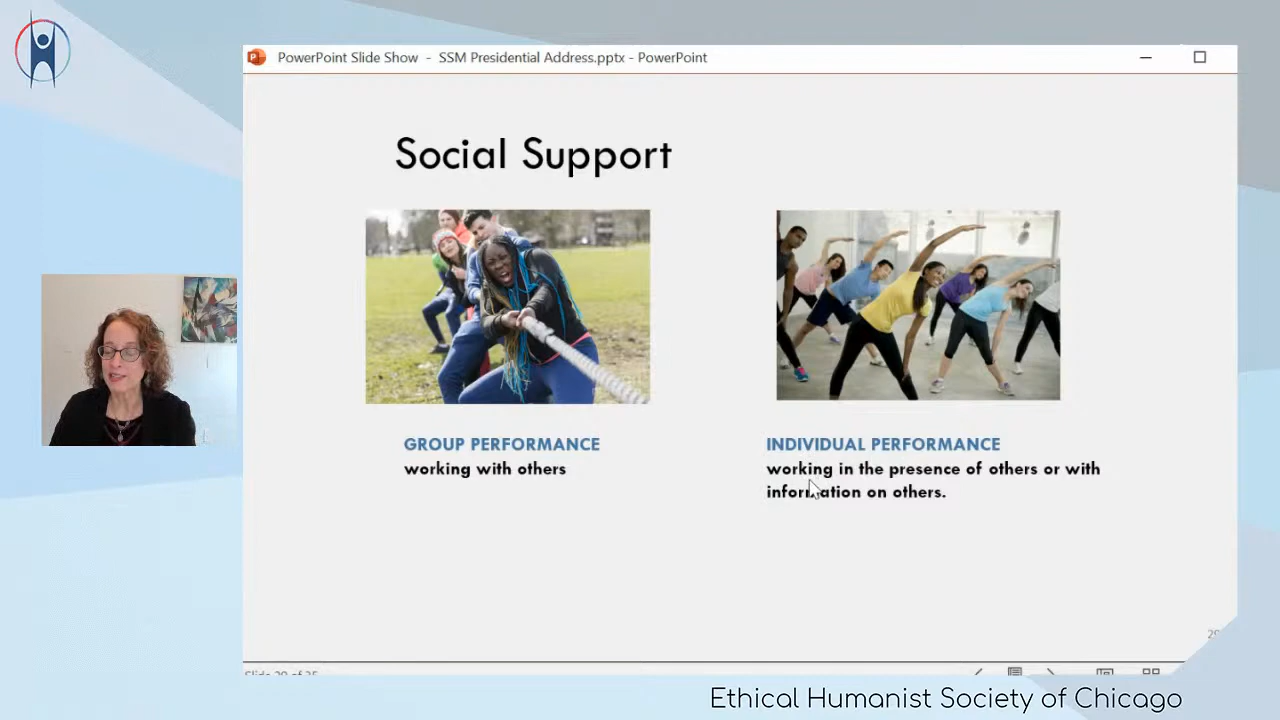 PowerPoint Slide Show - SSM Presidential Address.pptx - PowerPoint
Social Support
GROUP PERFORMANCE
working with others
INDIVIDUAL PERFORMANCE
working in the presence of others or with
information on others.
Ethical Humanist Society of Chicago